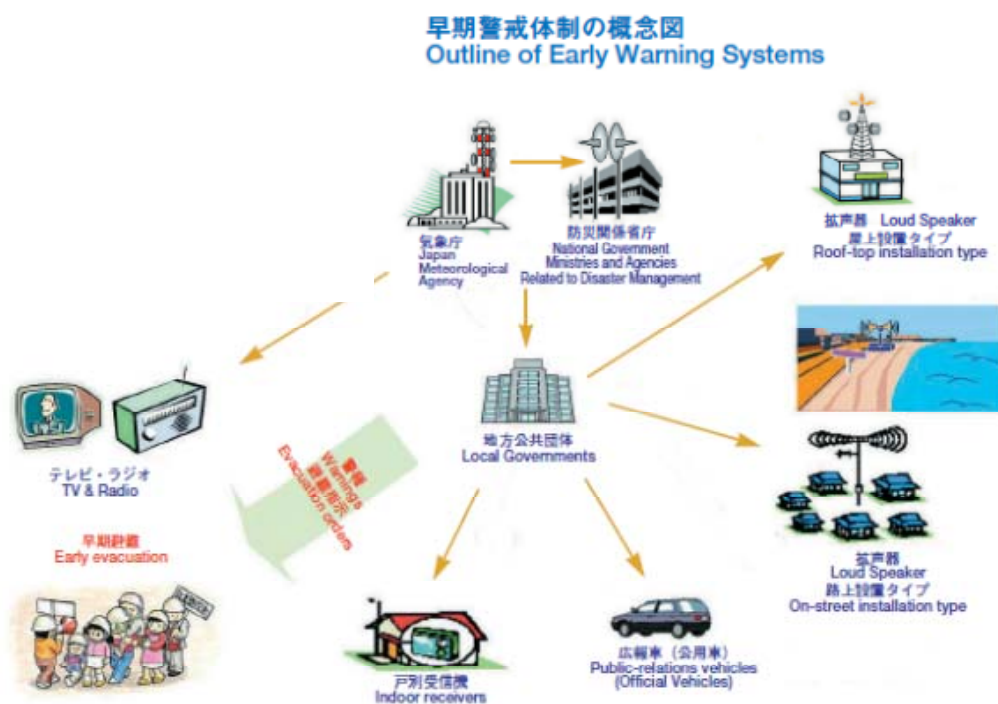 早期警戒体制の概念図
Outline of Early Warning Systems
気象庁
Japan
Meteorological
Agency
防災関係省庁
National Government
Ministries and Agencies
Related to Disaster Management
拡声器 Loud Speaker
屋上設置タイプ
Roof-top installation type
テレビ・ラジオ
TV & Radio
地方公共団体
Local Governments
警報
Warnings
避難指示
Evacuation orders
早期避難
Early evacuation
拡声器
Loud Speaker
路上設置タイプ
On-street installation type
戸別受信機
Indoor receivers
広報車（公用車）
Public-relations vehicles
(Official Vehicles)